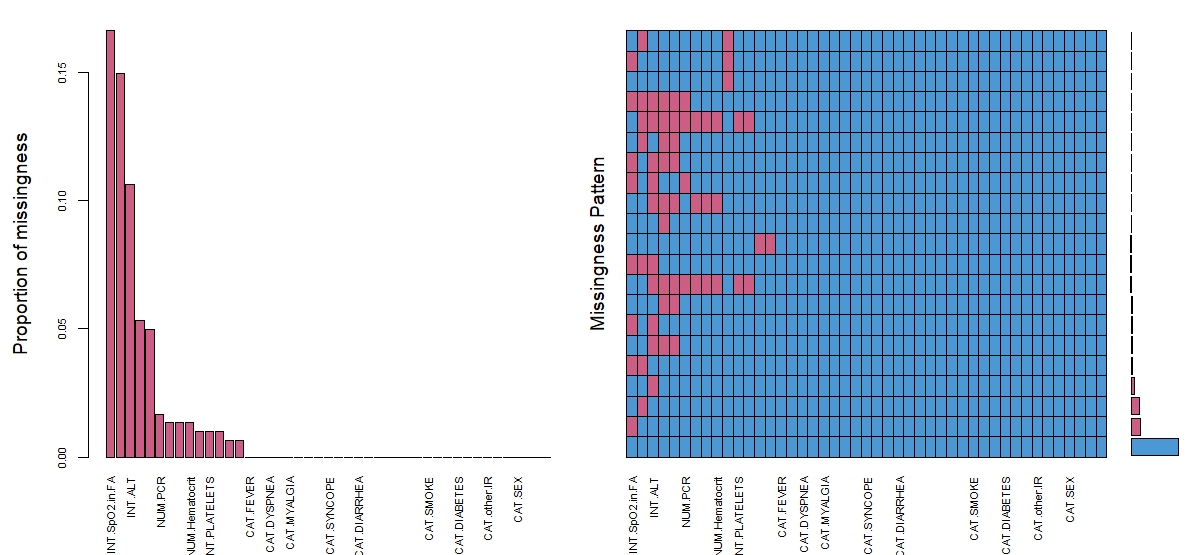 Proportion of missingness
0.00
0.05
0.10
0.15
INT.SpO2.in.FA
INT.ALT
NUM.PCR
NUM.Hematocrit
NT.PLATELETS
CAT.FEVER
CAT.DYSPNEA
CAT.MYALGIA
CAT.SYNCOPE
CAT.DIARRHEA
CAT.SMOKE
CAT.DIABETES
CAT.other.IR
CAT.SEX
Missingness Pattern
INT.SpO2.in.FA
INT.ALT
NUM.PCR
NUM.Hematocrit
NT.PLATELETS
CAT.FEVER
CAT.DYSPNEA
CAT.MYALGIA
CAT.SYNCOPE
CAT.DIARRHEA
CAT.SMOKE
CAT.DIABETES
CAT.other.IR
CAT.SEX